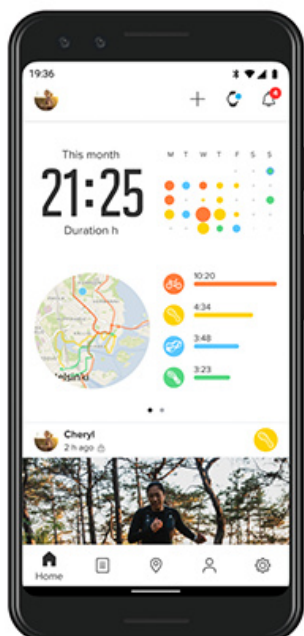 19:36
4
This month
21:25
Duration h
M T W T F S S
10:20
4:34
3:48
3:23
Helsinki
Cheryl
2 h ago
Home